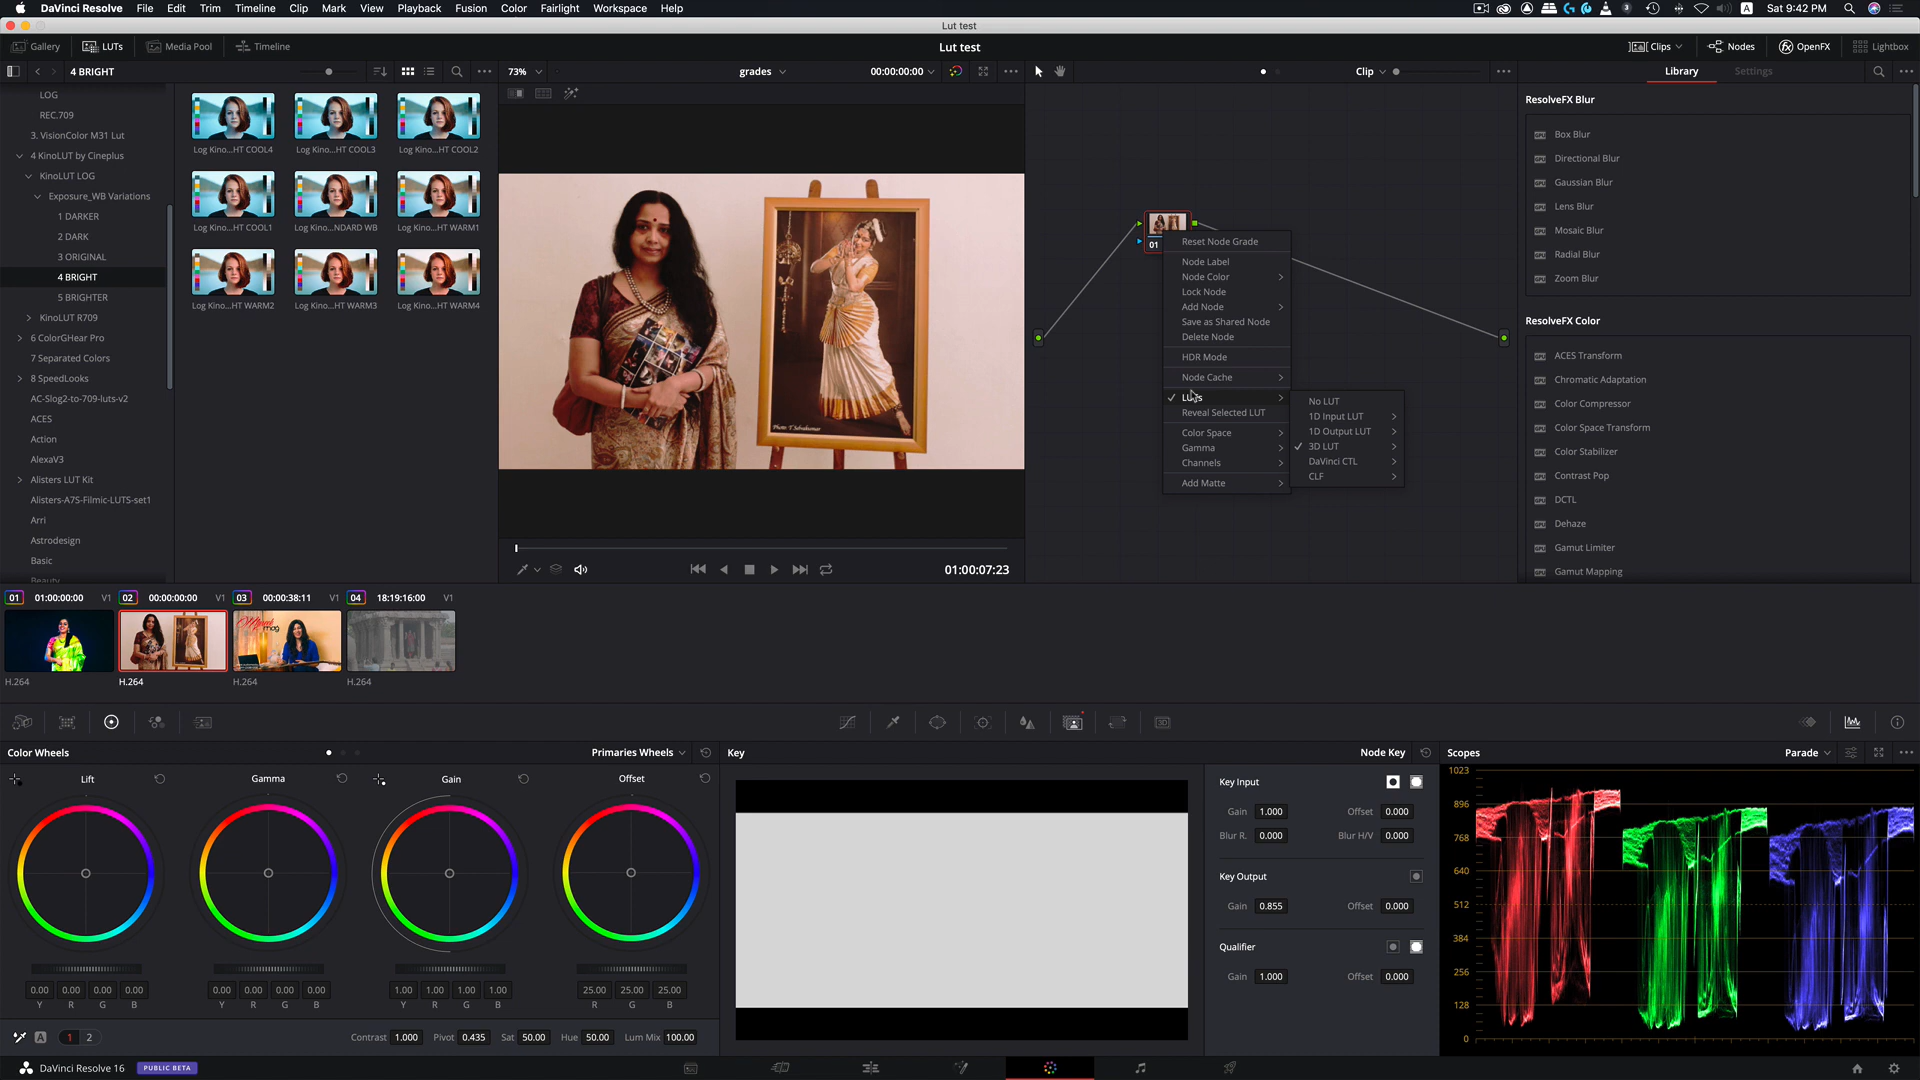 DaVinci Resolve File Edit Trim Timeline Clip Mark View Playback Fusion Color Fairlight Workspace Help
3 A Sat 9:42 PM
Lut test
Gallery LUTs Media Pool Timeline
Lut test
Clips Nodes OpenFX Lightbox
4 BRIGHT
73% grades 00:00:00:00
Clip
Library Settings
LOG
REC.709
3. VisionColor M31 Lut
4 KinoLUT by Cineplus
KinoLUT LOG
Exposure_WB Variations
1 DARKER
2 DARK
3 ORIGINAL
4 BRIGHT
5 BRIGHTER
KinoLUT R709
6 ColorGHear Pro
7 Separated Colors
8 SpeedLooks
AC-Slog2-to-709-luts-v2
ACES
Action
AlexaV3
Alisters LUT Kit
Alisters-A7S-Filmic-LUTS-set1
Arri
Astrodesign
Basic
Beauty
Log Kino...HT COOL4 Log Kino...HT COOL3 Log Kino...HT COOL2
Log Kino...HT COOL1 Log Kino...NDARD WB Log Kino...HT WARM1
Log Kino...HT WARM2 Log Kino...HT WARM3 Log Kino...HT WARM4
Photo: T.Selvakumar
01:00:07:23
01
Reset Node Grade
Node Label
Node Color
Lock Node
Add Node
Save as Shared Node
Delete Node
HDR Mode
Node Cache
LUTs
Reveal Selected LUT
Color Space
Gamma
Channels
Add Matte
No LUT
1D Input LUT
1D Output LUT
3D LUT
DaVinci CTL
CLF
ResolveFX Blur
Box Blur
Directional Blur
Gaussian Blur
Lens Blur
Mosaic Blur
Radial Blur
Zoom Blur
ResolveFX Color
ACES Transform
Chromatic Adaptation
Color Compressor
Color Space Transform
Color Stabilizer
Contrast Pop
DCTL
Dehaze
Gamut Limiter
Gamut Mapping
01 01:00:00:00 V1 02 00:00:00:00 V1 03 00:00:38:11 V1 04 18:19:16:00 V1
H.264 H.264 H.264 H.264
Color Wheels Primaries Wheels
Lift Gamma Gain Offset
0.00 0.00 0.00 0.00 0.00 0.00 0.00 0.00 1.00 1.00 1.00 1.00 25.00 25.00 25.00
Y R G B Y R G B Y R G B R G B
A 1 2 Contrast 1.000 Pivot 0.435 Sat 50.00 Hue 50.00 Lum Mix 100.00
Key Node Key
Key Input
Gain 1.000 Offset 0.000
Blur R. 0.000 Blur H/V 0.000
Key Output
Gain 0.855 Offset 0.000
Qualifier
Gain 1.000 Offset 0.000
Scopes Parade
1023
896
768
640
512
384
256
128
0
DaVinci Resolve 16 PUBLIC BETA